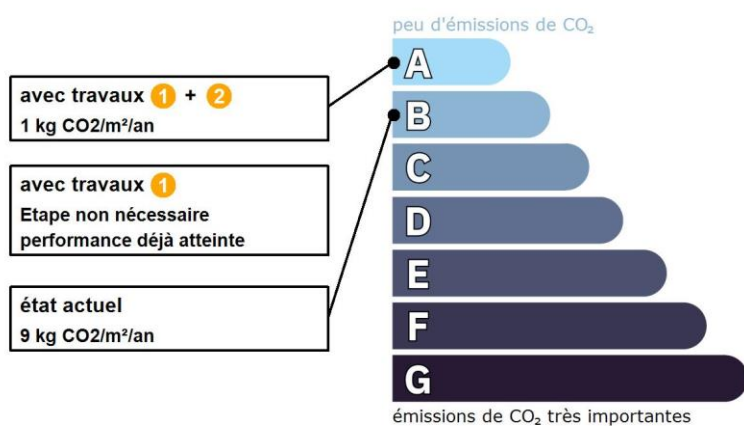 peu d'émissions de CO₂
A
avec travaux 1 + 2
1 kg CO2/m²/an
B
C
avec travaux 1
Etape non nécessaire
performance déjà atteinte
D
E
état actuel
9 kg CO2/m²/an
F
G
émissions de CO₂ très importantes